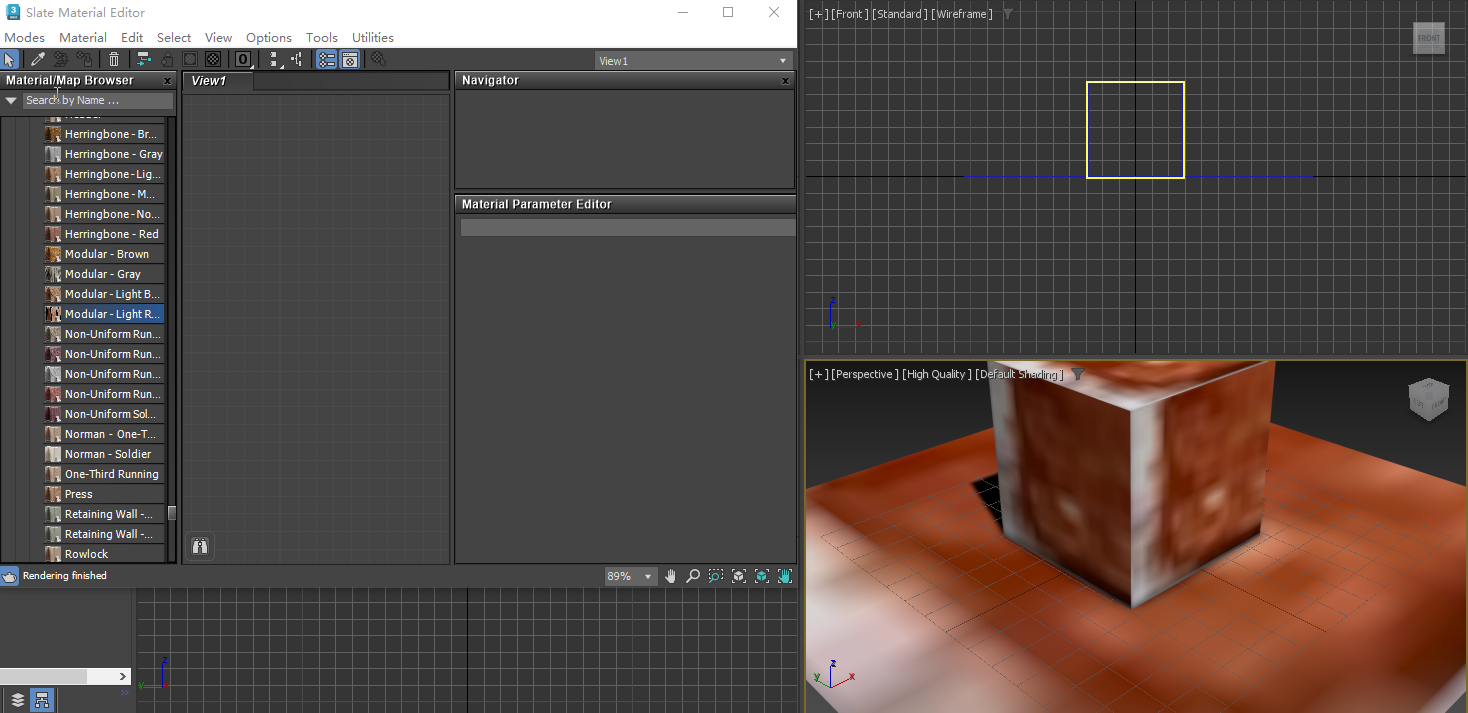 Slate Material Editor
Modes Material Edit Select View Options Tools Utilities
View1
Material/Map Browser
Search by Name ...
Herringbone - Br...
Herringbone - Gray
Herringbone - Lig...
Herringbone - M...
Herringbone - No...
Herringbone - Red
Modular - Brown
Modular - Gray
Modular - Light B...
Modular - Light R...
Non-Uniform Run...
Non-Uniform Run...
Non-Uniform Run...
Non-Uniform Run...
Non-Uniform Sol...
Norman - One-T...
Norman - Soldier
One-Third Running
Press
Retaining Wall -...
Retaining Wall -...
Rowlock
View1
Navigator
Material Parameter Editor
Rendering finished
89%
[+] [Front ] [Standard ] [Wireframe ]
FRONT
z
y
x
[+] [Perspective ] [High Quality ] [Default Shading ]
z
y
x
z
y